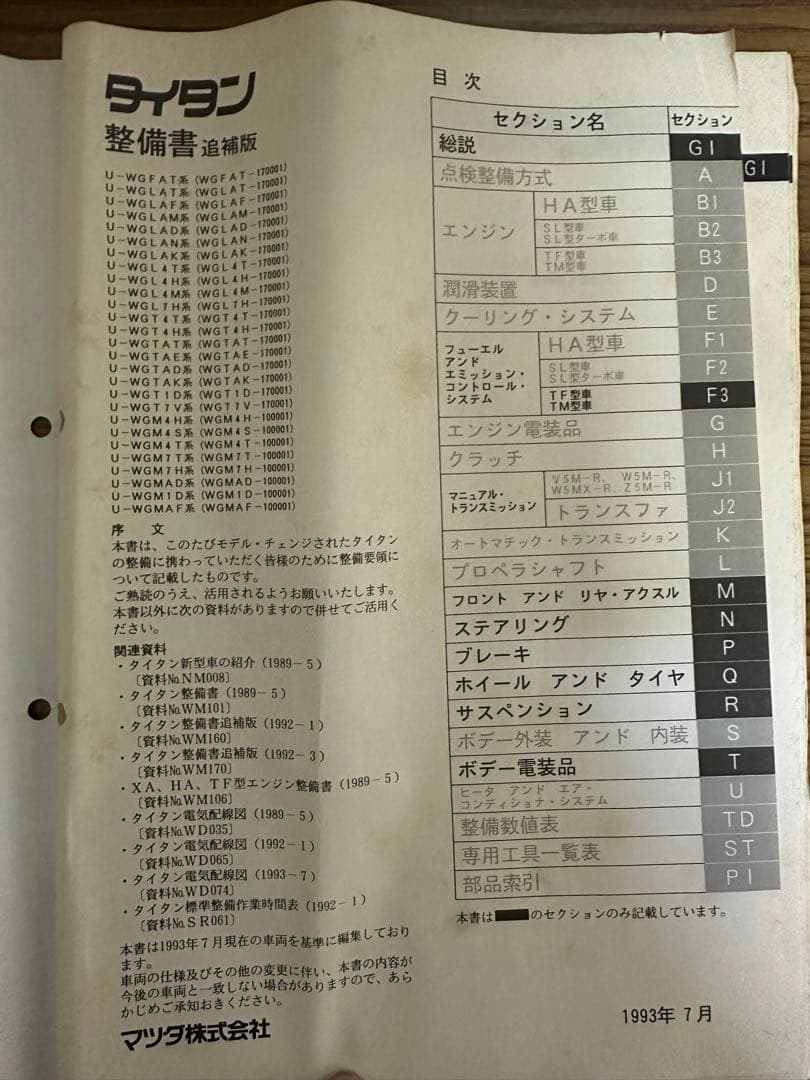 タイタン
整備書 追補版
U-WGFAT系 (WGFAT-170001)
U-WGLAT系 (WGLAT-170001)
U-WGLAF系 (WGLAF-170001)
U-WGLAM系 (WGLAM-170001)
U-WGLAD系 (WGLAD-170001)
U-WGLAN系 (WGLAN-170001)
U-WGLAK系 (WGLAK-170001)
U-WGL4T系 (WGL4T-170001)
U-WGL4H系 (WGL4H-170001)
U-WGL4M系 (WGL4M-170001)
U-WGL7H系 (WGL7H-170001)
U-WGT4T系 (WGT4T-170001)
U-WGT4H系 (WGT4H-170001)
U-WGTAT系 (WGTAT-170001)
U-WGTAE系 (WGTAE-170001)
U-WGTAD系 (WGTAD-170001)
U-WGTAK系 (WGTAK-170001)
U-WGT1D系 (WGT1D-170001)
U-WGT7V系 (WGT7V-170001)
U-WGM4H系 (WGM4H-100001)
U-WGM4S系 (WGM4S-100001)
U-WGM4T系 (WGM4T-100001)
U-WGM7T系 (WGM7T-100001)
U-WGM7H系 (WGM7H-100001)
U-WGMAD系 (WGMAD-100001)
U-WGM1D系 (WGM1D-100001)
U-WGMAF系 (WGMAF-100001)
序 文
本書は、このたびモデル・チェンジされたタイタン
の整備に携わっていただく皆様のために整備要領に
ついて記載したものです。
ご熟読のうえ、活用されるようお願いいたします。
本書以外に次の資料がありますので併せてご活用く
ださい。
関連資料
・タイタン新型車の紹介(1989-5)
〔資料No.NM008〕
・タイタン整備書(1989-5)
〔資料No.WM101〕
・タイタン整備書追補版(1992-1)
〔資料No.WM160〕
・タイタン整備書追補版(1992-3)
〔資料No.WM170〕
・XA、HA、TF型エンジン整備書(1989-5)
〔資料No.WM106〕
・タイタン電気配線図(1989-5)
〔資料No.WD035〕
・タイタン電気配線図(1992-1)
〔資料No.WD065〕
・タイタン電気配線図(1993-7)
〔資料No.WD074〕
・タイタン標準整備作業時間表(1992-1)
〔資料No.SR061〕
本書は1993年7月現在の車両を基準に編集しており
ます。
車両の仕様及びその他の変更に伴い、本書の内容が
今後の車両と一致しない場合がありますので、あら
かじめご承知おきください。
マツダ株式会社
目 次
セクション名 セクション
総説 GI
点検整備方式 A
エンジン
HA型車 B1
SL型車
SL型ターボ車 B2
TF型車
TM型車 B3
潤滑装置 D
クーリング・システム E
フューエル
アンド
エミッション・
コントロール・
システム
HA型車 F1
SL型車
SL型ターボ車 F2
TF型車
TM型車 F3
エンジン電装品 G
クラッチ H
マニュアル・
トランスミッション
V5M-R、W5M-R、
W5MX-R、Z5M-R J1
トランスファ J2
オートマチック・トランスミッション K
プロペラシャフト L
フロント アンド リヤ・アクスル M
ステアリング N
ブレーキ P
ホイール アンド タイヤ Q
サスペンション R
ボデー外装 アンド 内装 S
ボデー電装品 T
ヒータ アンド エア・
コンディショナ・システム U
整備数値表 TD
専用工具一覧表 ST
部品索引 PI
本書は のセクションのみ記載しています。
1993年 7月
GI